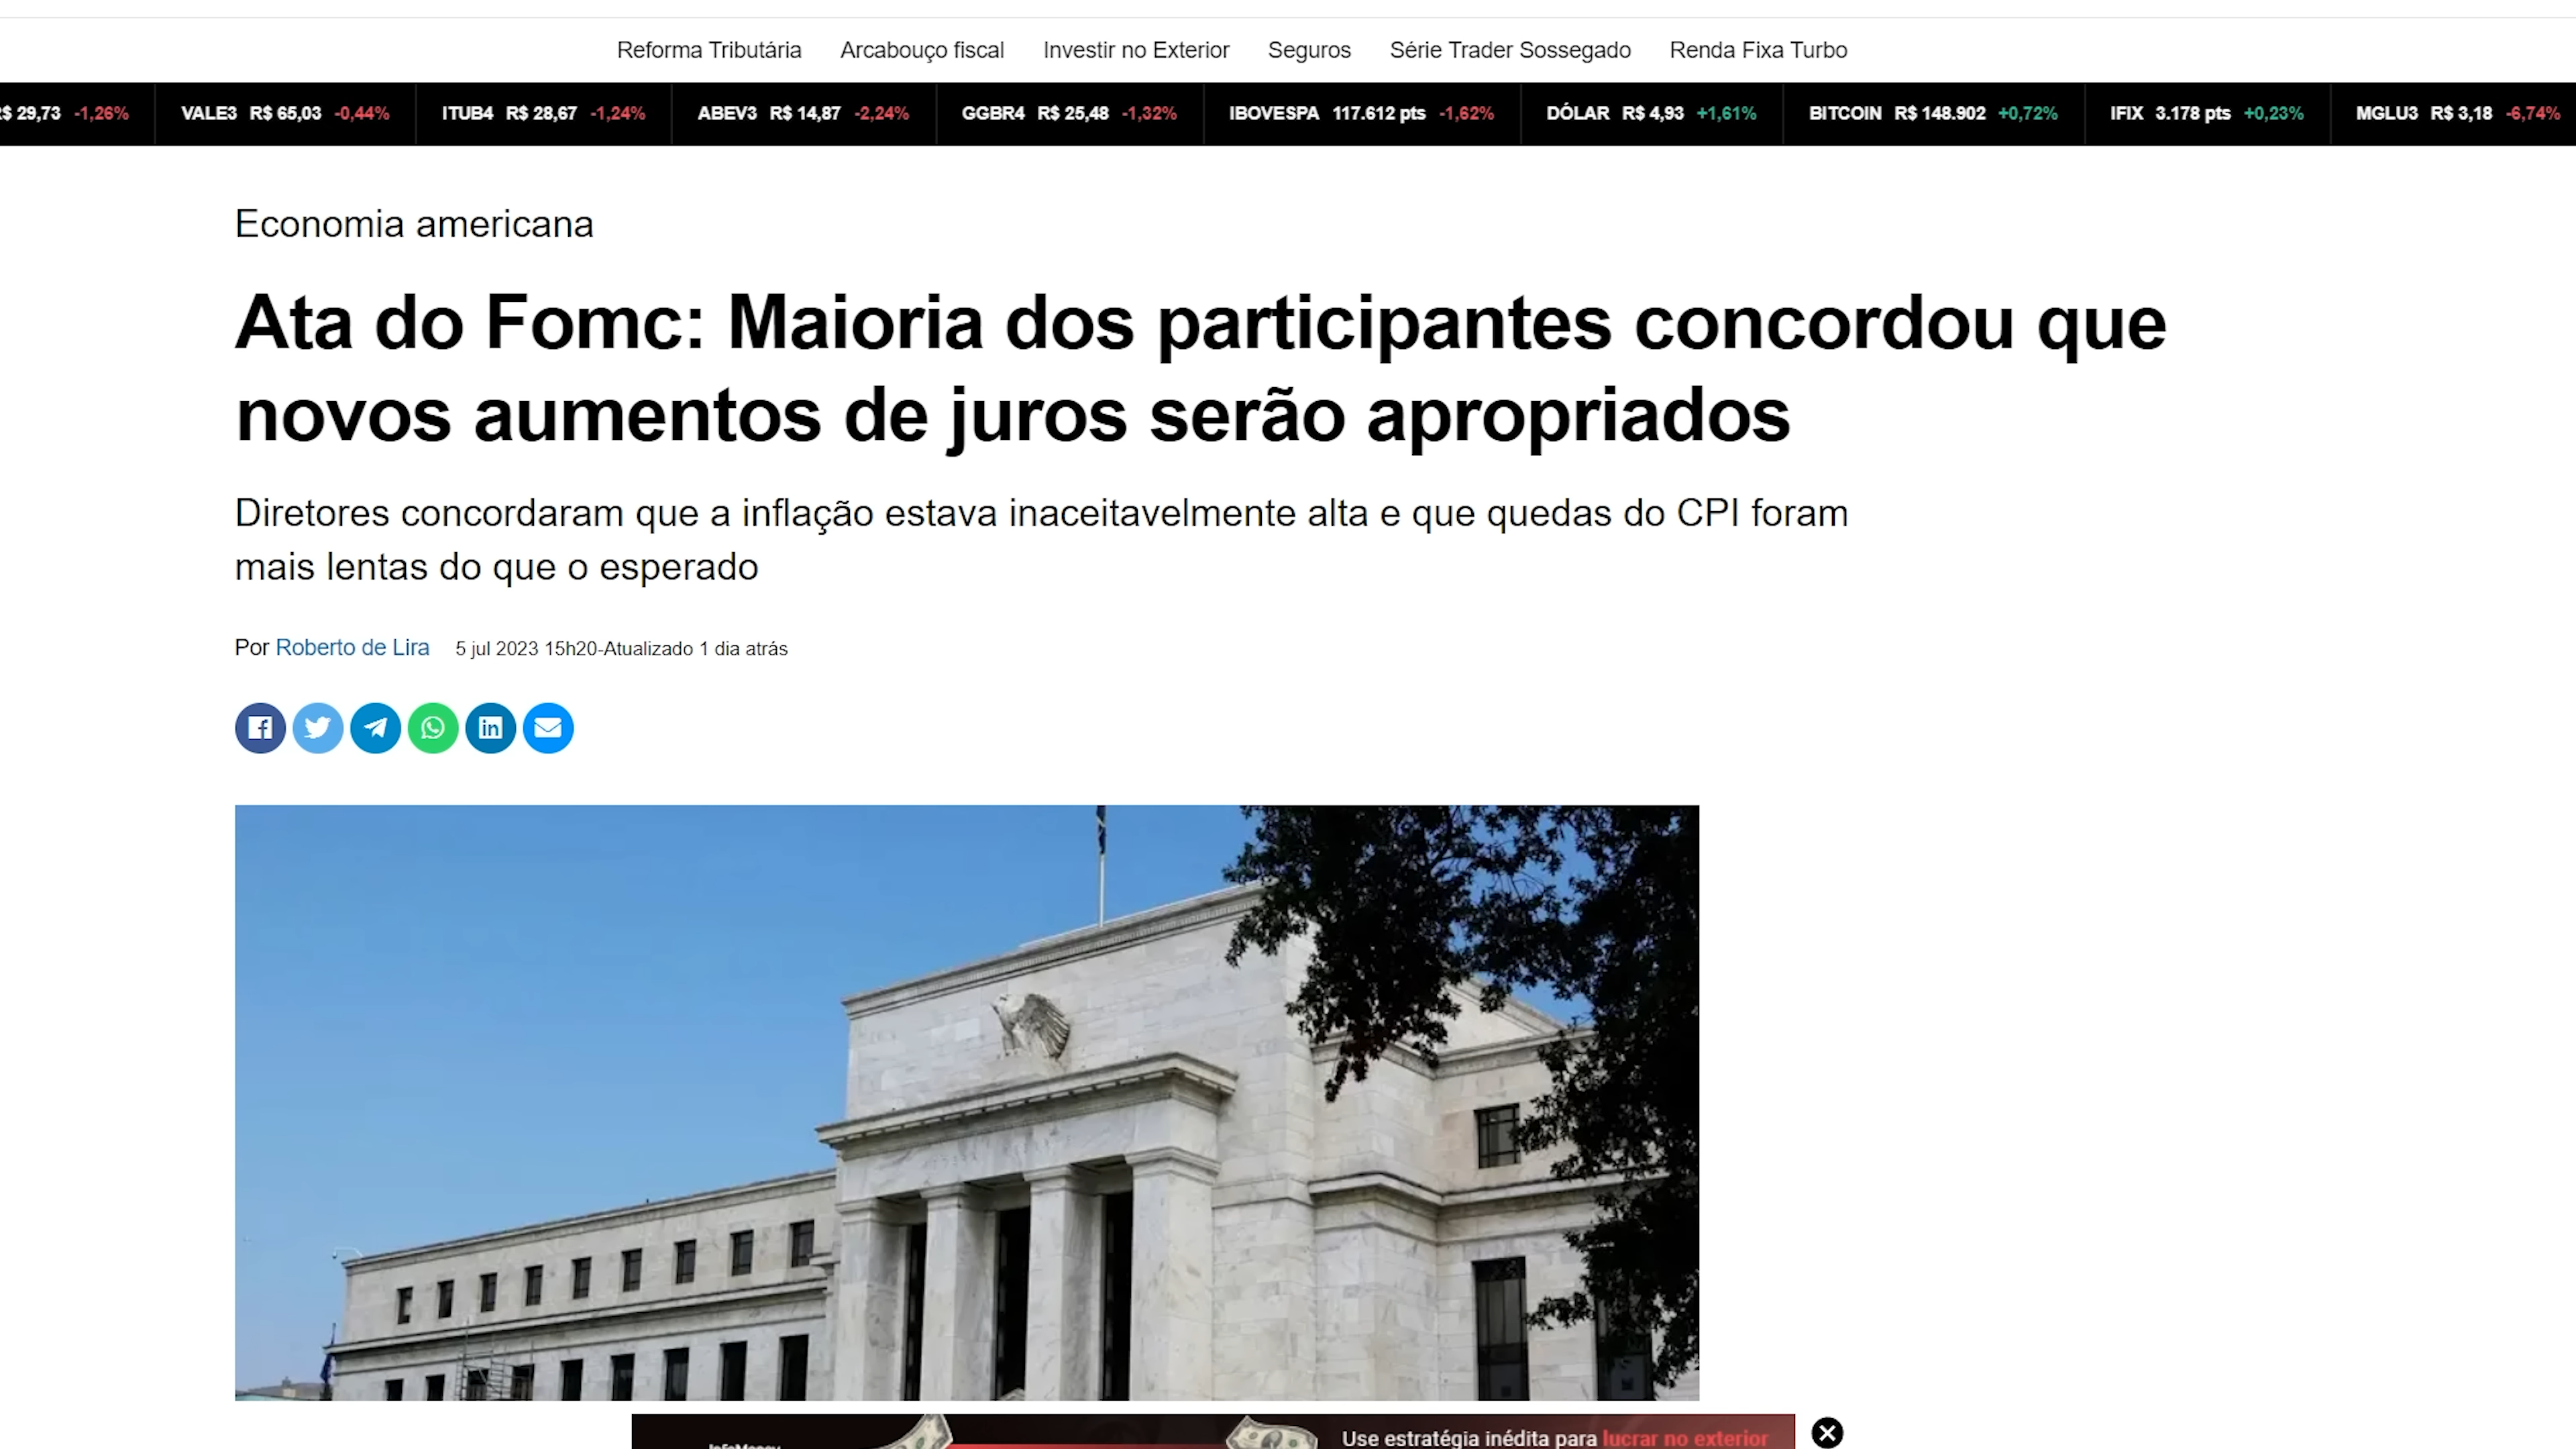 Reforma Tributária Arcabouço fiscal Investir no Exterior Seguros Série Trader Sossegado Renda Fixa Turbo
$ 29,73 -1,26% VALE3 R$ 65,03 -0,44% ITUB4 R$ 28,67 -1,24% ABEV3 R$ 14,87 -2,24% GGBR4 R$ 25,48 -1,32% IBOVESPA 117.612 pts -1,62% DÓLAR R$ 4,93 +1,61% BITCOIN R$ 148.902 +0,72% IFIX 3.178 pts +0,23% MGLU3 R$ 3,18 -6,74%
Economia americana
Ata do Fomc: Maioria dos participantes concordou que
novos aumentos de juros serão apropriados
Diretores concordaram que a inflação estava inaceitavelmente alta e que quedas do CPI foram
mais lentas do que o esperado
Por Roberto de Lira 5 jul 2023 15h20-Atualizado 1 dia atrás
Use estratégia inédita para lucrar no exterior